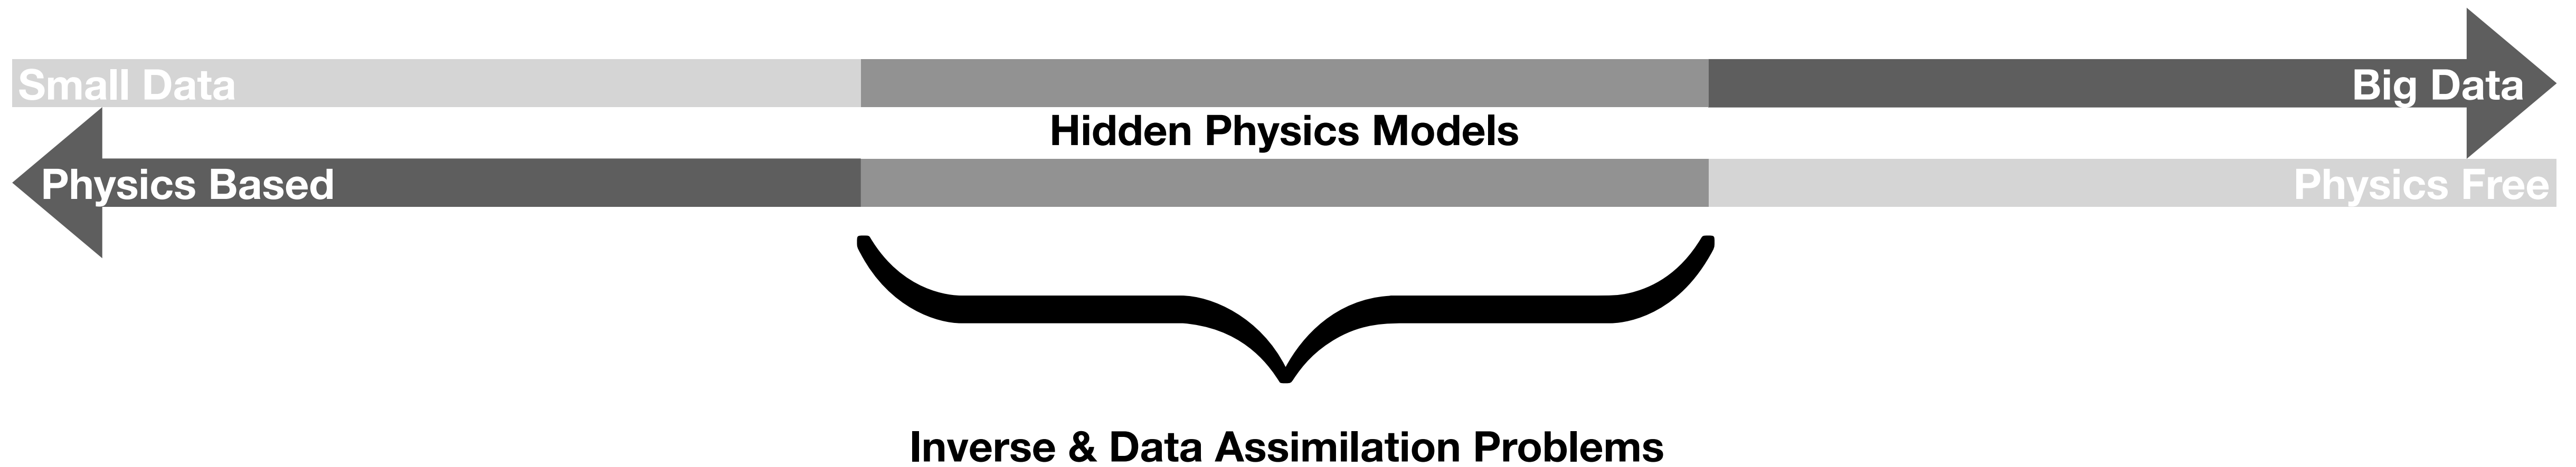 Small Data
Big Data
Hidden Physics Models
Physics Based
Physics Free
Inverse & Data Assimilation Problems